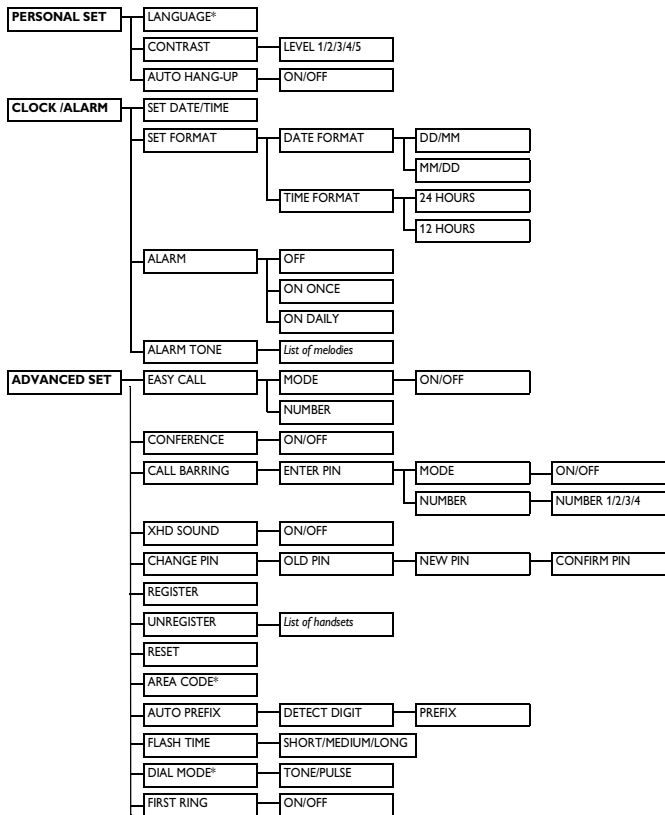 PERSONAL SET LANGUAGE*
CONTRAST LEVEL 1/2/3/4/5
AUTO HANG-UP ON/OFF
CLOCK /ALARM SET DATE/TIME
SET FORMAT DATE FORMAT DD/MM
MM/DD
TIME FORMAT 24 HOURS
12 HOURS
ALARM OFF
ON ONCE
ON DAILY
ALARM TONE List of melodies
ADVANCED SET EASY CALL MODE ON/OFF
NUMBER
CONFERENCE ON/OFF
CALL BARRING ENTER PIN MODE ON/OFF
NUMBER NUMBER 1/2/3/4
XHD SOUND ON/OFF
CHANGE PIN OLD PIN NEW PIN CONFIRM PIN
REGISTER
UNREGISTER List of handsets
RESET
AREA CODE*
AUTO PREFIX DETECT DIGIT PREFIX
FLASH TIME SHORT/MEDIUM/LONG
DIAL MODE* TONE/PULSE
FIRST RING ON/OFF